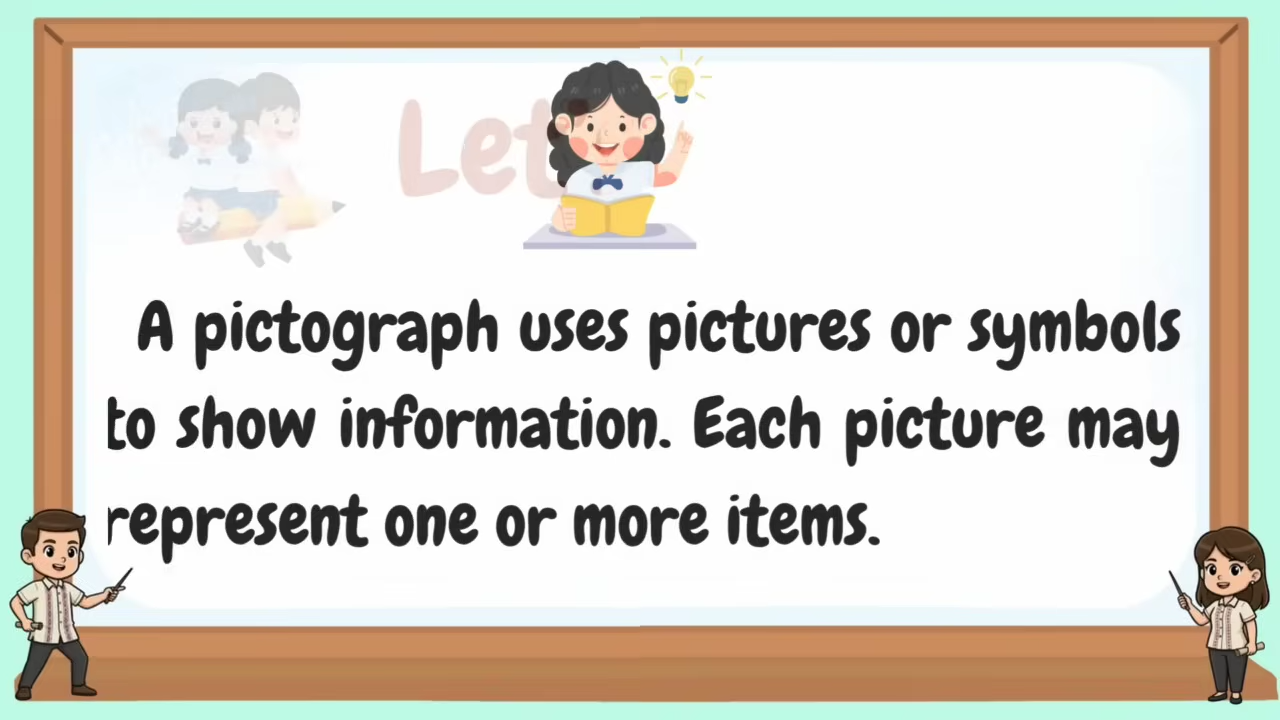 Let
A pictograph uses pictures or symbols
to show information. Each picture may
represent one or more items.